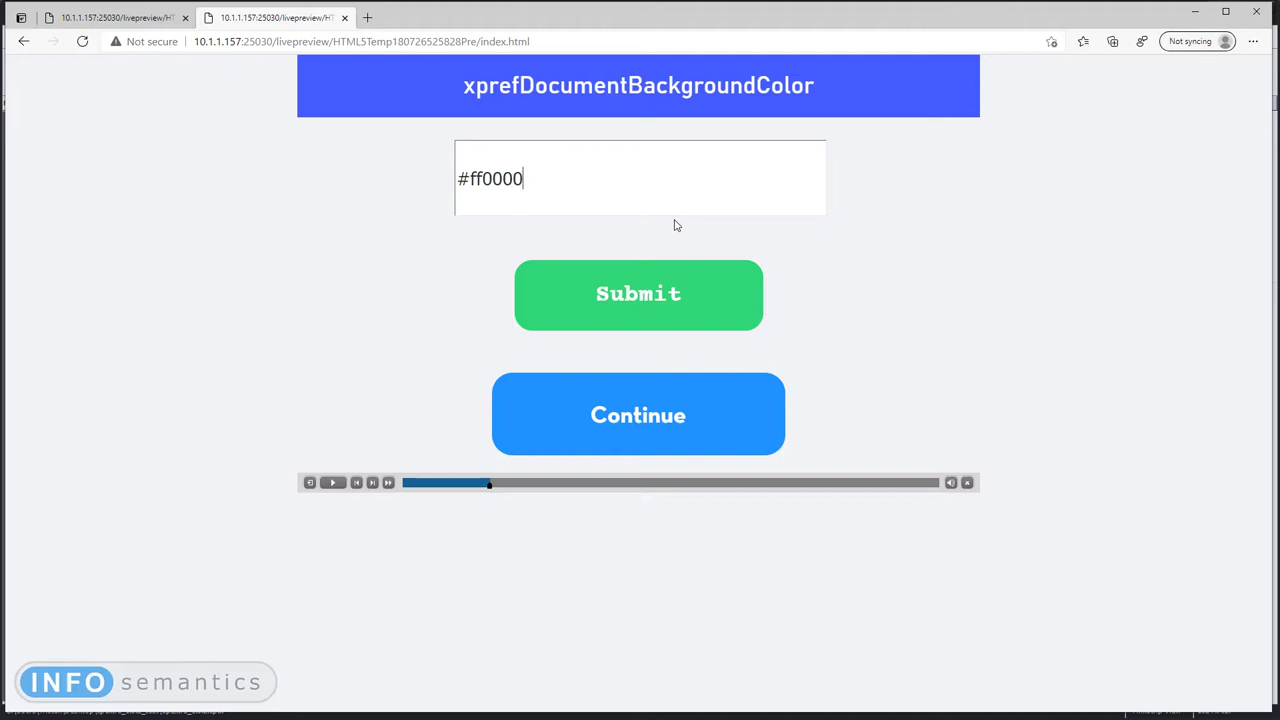 10.1.1.157:25030/livepreview/HT
10.1.1.157:25030/livepreview/HT
Not secure
10.1.1.157:25030/livepreview/HTML5Temp180726525828Pre/index.html
Not syncing
xprefDocumentBackgroundColor
#ff0000
Submit
Continue
INFO semantics